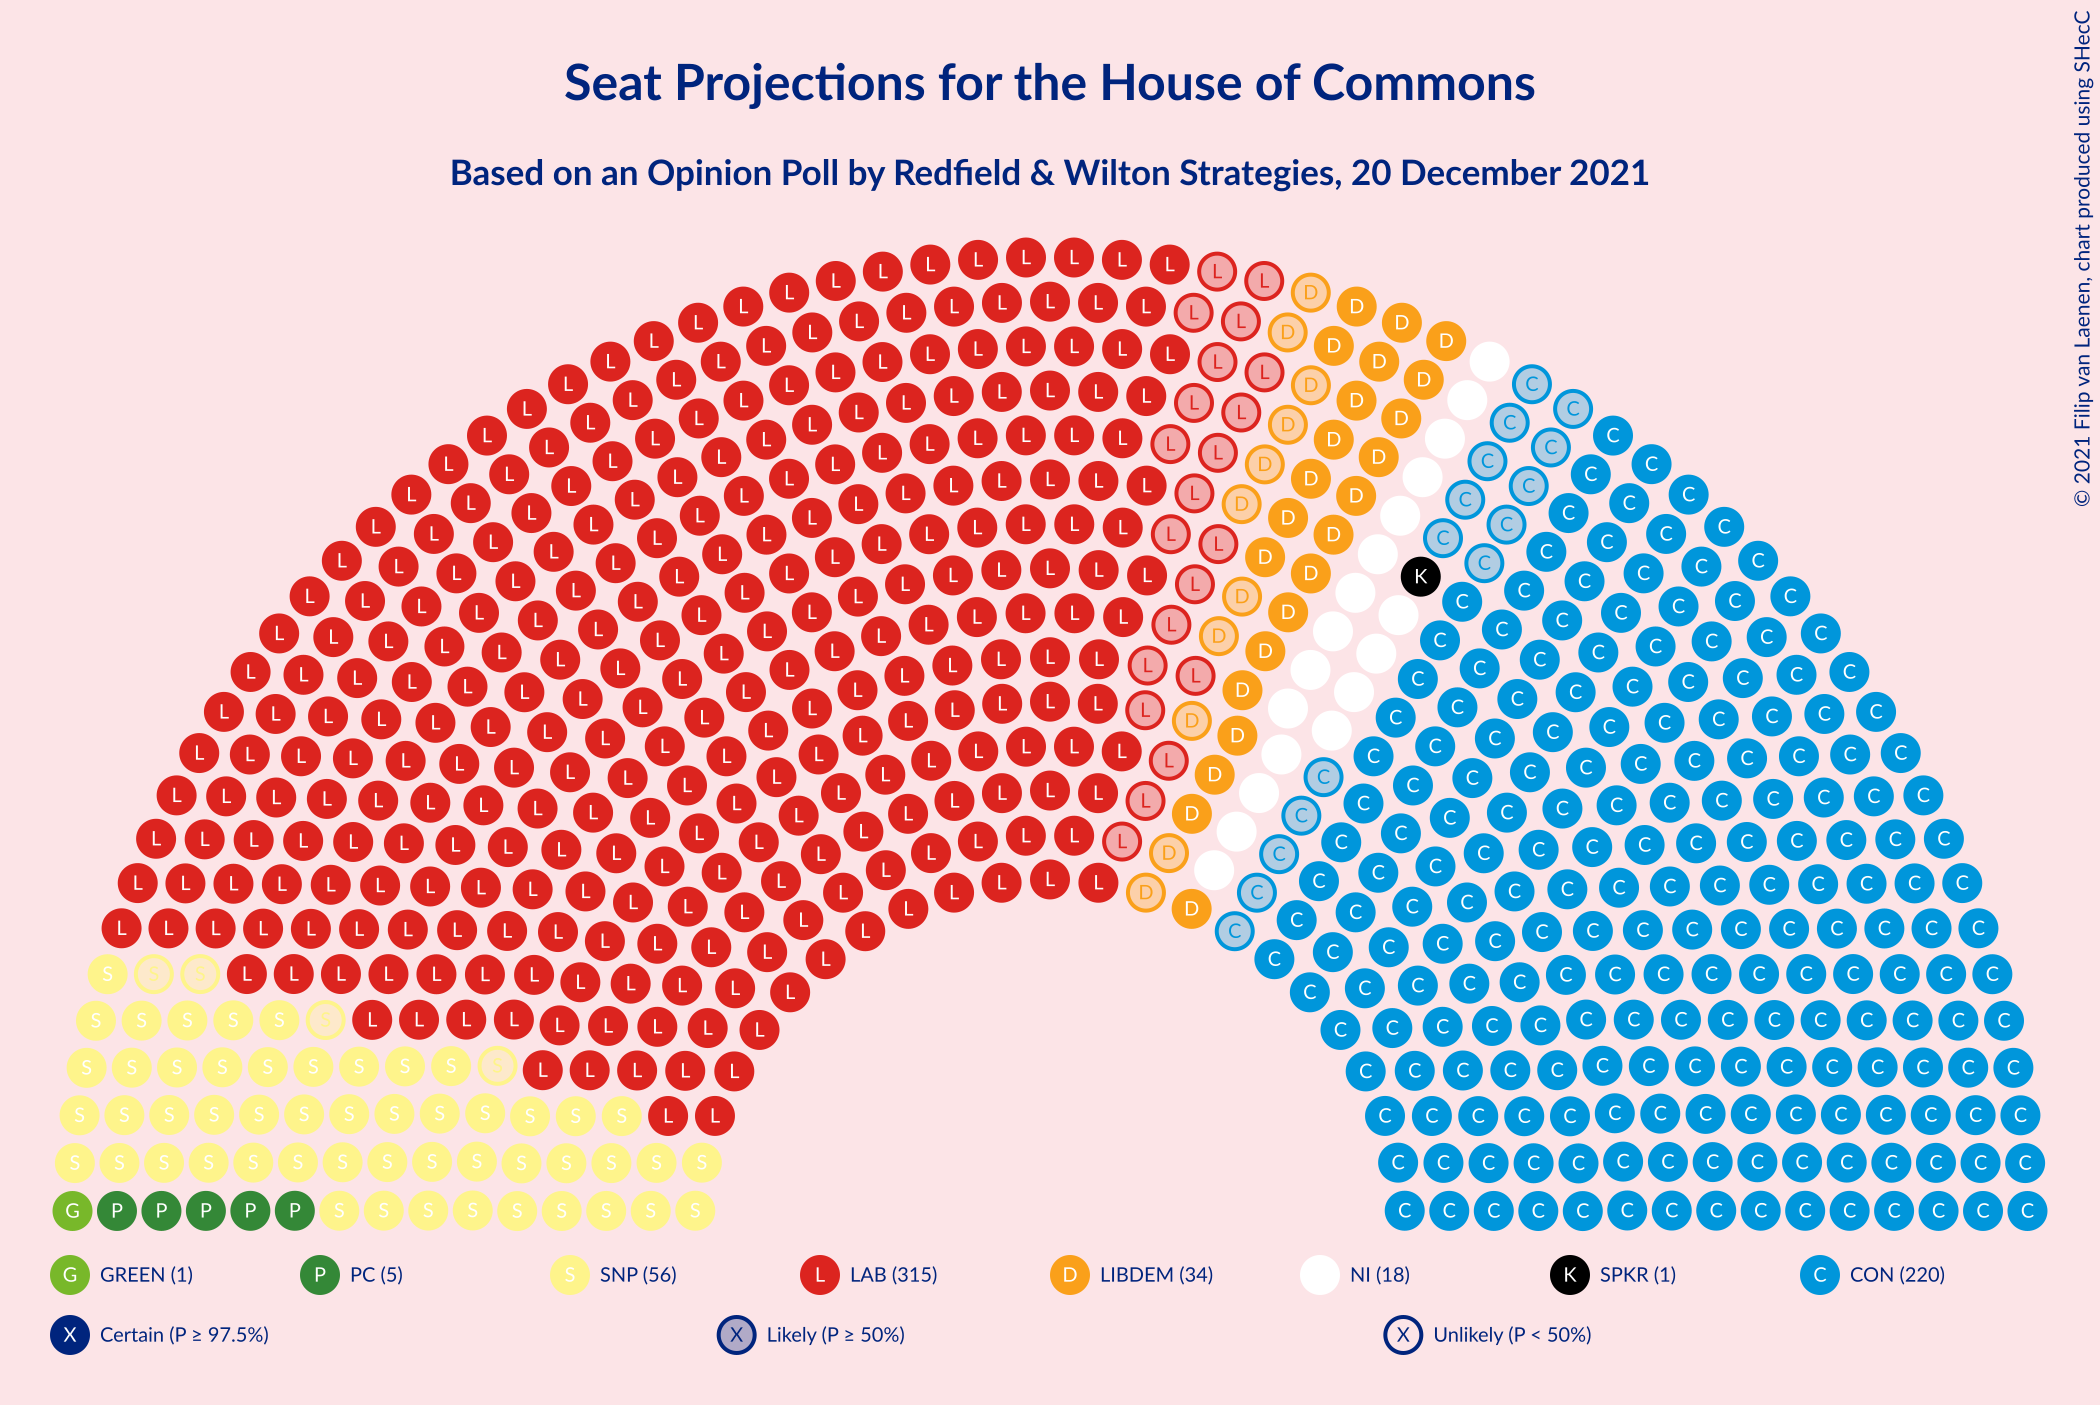 Seat Projections for the House of Commons
Based on an Opinion Poll by Redfield & Wilton Strategies, 20 December 2021
© 2021 Filip van Laenen, chart produced using SHecC
G GREEN (1) P PC (5) S SNP (56) L LAB (315) D LIBDEM (34) NI (18) K SPKR (1) C CON (220)
X Certain (P ≥ 97.5%) X Likely (P ≥ 50%) X Unlikely (P < 50%)